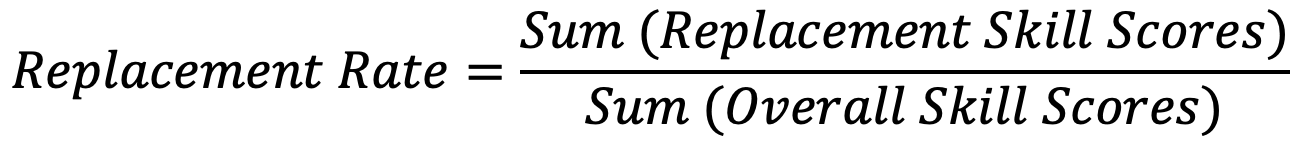 Replacement Rate = Sum (Replacement Skill Scores)
Sum (Overall Skill Scores)